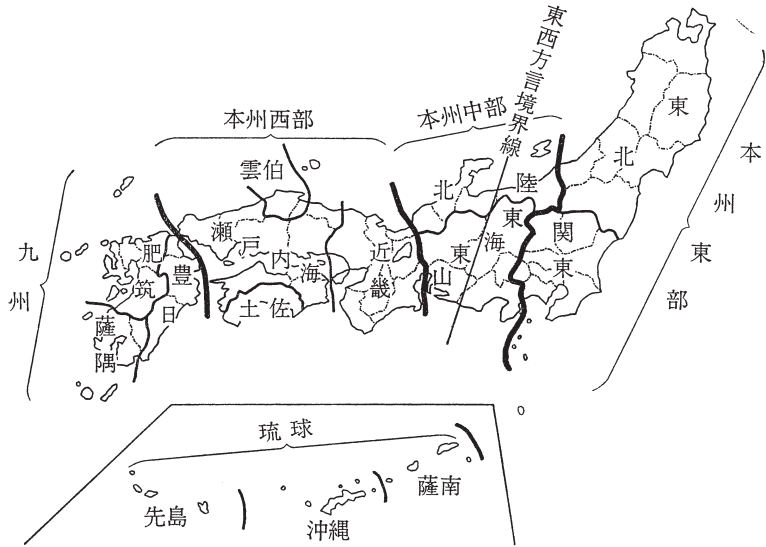 東西方言境界線
本州中部
本州西部
本州東部
九州
雲伯
北陸
東北
関東
東海
東山
近畿
瀬戸内海
土佐
肥筑
豊日
薩隅
琉球
先島
沖縄
薩南